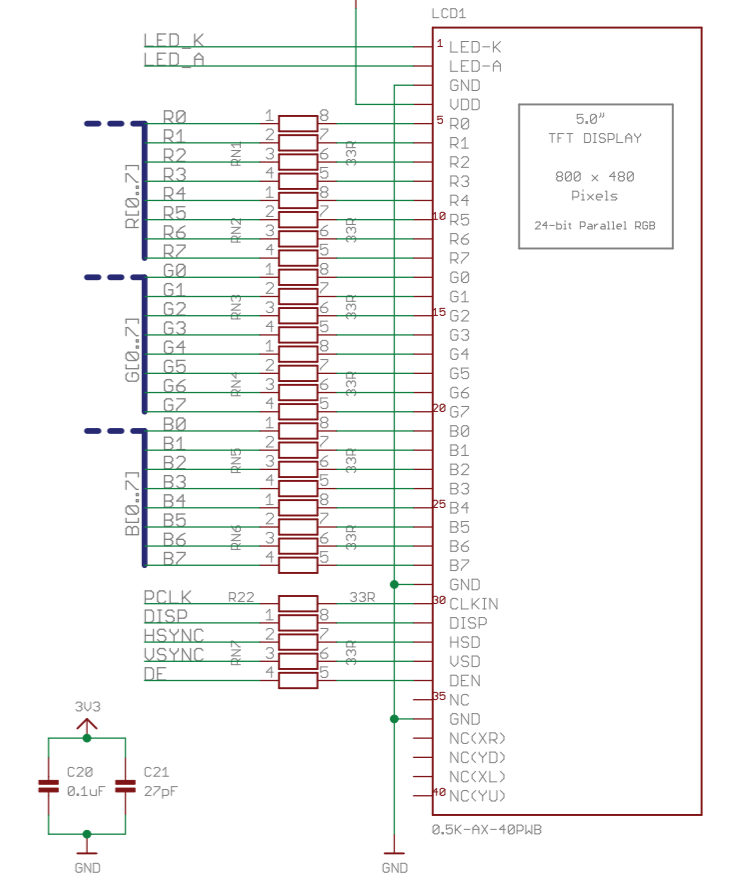 LCD1
LED_K
1 LED-K
LED_A
LED-A
GND
VDD
R0 1 8 5 R0
R1 2 7 R1
R2 3 6 R2
R3 4 5 R3
R4 1 8 R4
R5 2 7 10 R5
R6 3 6 R6
R7 4 5 R7
G0 1 8 G0
G1 2 7 G1
G2 3 6 15 G2
G3 4 5 G3
G4 1 8 G4
G5 2 7 G5
G6 3 6 G6
G7 4 5 20 G7
B0 1 8 B0
B1 2 7 B1
B2 3 6 B2
B3 4 5 B3
B4 1 8 25 B4
B5 2 7 B5
B6 3 6 B6
B7 4 5 B7
GND
PCLK R22 33R 30 CLKIN
DISP 1 8 DISP
HSYNC 2 7 HSD
VSYNC 3 6 VSD
DE 4 5 DEN
35 NC
GND
NC(XR)
NC(YD)
NC(XL)
40 NC(YU)
0.5K-AX-40PWB
R[0..7]
G[0..7]
B[0..7]
RN1 33R
RN2 33R
RN3 33R
RN4 33R
RN5 33R
RN6 33R
RN7 33R
5.0"
TFT DISPLAY
800 x 480
Pixels
24-bit Parallel RGB
3V3
C20 C21
0.1uF 27pF
GND
GND